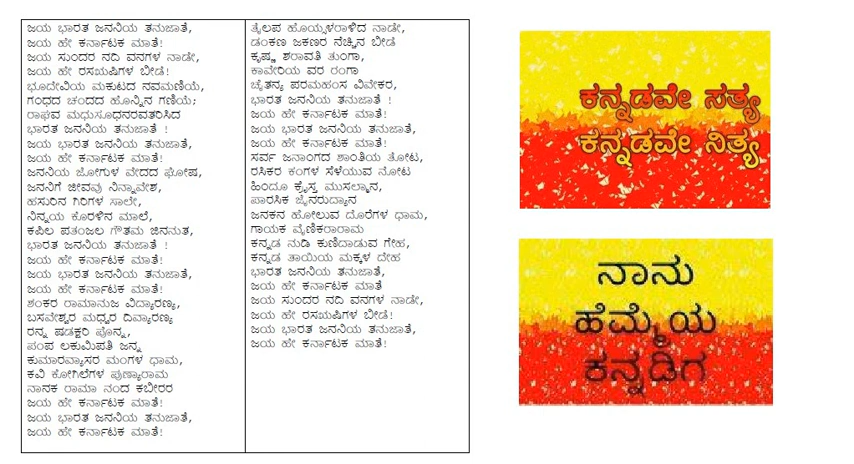 ಜಯ ಭಾರತ ಜನನಿಯ ತನುಜಾತೆ,
ಜಯ ಹೇ ಕರ್ನಾಟಕ ಮಾತೆ!
ಜಯ ಸುಂದರ ನದಿ ವನಗಳ ನಾಡೇ,
ಜಯ ಹೇ ರಸಋಷಿಗಳ ಬೀಡೆ!
ಭೂದೇವಿಯ ಮಕುಟದ ನವಮಣಿಯೆ,
ಗಂಧದ ಚಂದದ ಹೊನ್ನಿನ ಗಣಿಯೆ;
ರಾಘವ ಮಧುಸೂಧನರವತರಿಸಿದ
ಭಾರತ ಜನನಿಯ ತನುಜಾತೆ !
ಜಯ ಭಾರತ ಜನನಿಯ ತನುಜಾತೆ,
ಜಯ ಹೇ ಕರ್ನಾಟಕ ಮಾತೆ!
ಜನನಿಯ ಜೋಗುಳ ವೇದದ ಘೋಷ,
ಜನನಿಗೆ ಜೀವವು ನಿನ್ನಾವೇಶ,
ಹಸುರಿನ ಗಿರಿಗಳ ಸಾಲೇ,
ನಿನ್ನಯ ಕೊರಳಿನ ಮಾಲೆ,
ಕಪಿಲ ಪತಂಜಲ ಗೌತಮ ಜಿನನುತ,
ಭಾರತ ಜನನಿಯ ತನುಜಾತೆ !
ಜಯ ಹೇ ಕರ್ನಾಟಕ ಮಾತೆ!
ಜಯ ಭಾರತ ಜನನಿಯ ತನುಜಾತೆ,
ಜಯ ಹೇ ಕರ್ನಾಟಕ ಮಾತೆ!
ಶಂಕರ ರಾಮಾನುಜ ವಿದ್ಯಾರಣ್ಯ,
ಬಸವೇಶ್ವರ ಮಧ್ವರ ದಿವ್ಯಾರಣ್ಯ
ರನ್ನ ಷಡಕ್ಷರಿ ಪೊನ್ನ,
ಪಂಪ ಲಕುಮಿಪತಿ ಜನ್ನ
ಕುಮಾರವ್ಯಾಸರ ಮಂಗಳ ಧಾಮ,
ಕವಿ ಕೋಗಿಲೆಗಳ ಪುಣ್ಯಾರಾಮ
ನಾನಕ ರಾಮಾ ನಂದ ಕಬೀರರ
ಜಯ ಹೇ ಕರ್ನಾಟಕ ಮಾತೆ!
ಜಯ ಭಾರತ ಜನನಿಯ ತನುಜಾತೆ,
ಜಯ ಹೇ ಕರ್ನಾಟಕ ಮಾತೆ!
ತೈಲಪ ಹೊಯ್ಸಳರಾಳಿದ ನಾಡೇ,
ಡಂಕಣ ಜಕಣರ ನೆಚ್ಚಿನ ಬೀಡೆ
ಕೃಷ್ಣ ಶರಾವತಿ ತುಂಗಾ,
ಕಾವೇರಿಯ ವರ ರಂಗಾ
ಚೈತನ್ಯ ಪರಮಹಂಸ ವಿವೇಕರ,
ಭಾರತ ಜನನಿಯ ತನುಜಾತೆ !
ಜಯ ಹೇ ಕರ್ನಾಟಕ ಮಾತೆ!
ಜಯ ಭಾರತ ಜನನಿಯ ತನುಜಾತೆ,
ಜಯ ಹೇ ಕರ್ನಾಟಕ ಮಾತೆ!
ಸರ್ವ ಜನಾಂಗದ ಶಾಂತಿಯ ತೋಟ,
ರಸಿಕರ ಕಂಗಳ ಸೆಳೆಯುವ ನೋಟ
ಹಿಂದೂ ಕ್ರೈಸ್ತ ಮುಸಲ್ಮಾನ,
ಪಾರಸಿಕ ಜೈನರುದ್ಯಾನ
ಜನಕನ ಹೋಲುವ ದೊರೆಗಳ ಧಾಮ,
ಗಾಯಕ ವೈಣಿಕರಾರಾಮ
ಕನ್ನಡ ನುಡಿ ಕುಣಿದಾಡುವ ಗೇಹ,
ಕನ್ನಡ ತಾಯಿಯ ಮಕ್ಕಳ ದೇಹ
ಭಾರತ ಜನನಿಯ ತನುಜಾತೆ,
ಜಯ ಹೇ ಕರ್ನಾಟಕ ಮಾತೆ
ಜಯ ಸುಂದರ ನದಿ ವನಗಳ ನಾಡೇ,
ಜಯ ಹೇ ರಸಋಷಿಗಳ ಬೀಡೆ!
ಜಯ ಭಾರತ ಜನನಿಯ ತನುಜಾತೆ,
ಜಯ ಹೇ ಕರ್ನಾಟಕ ಮಾತೆ!
ಕನ್ನಡವೇ ಸತ್ಯ
ಕನ್ನಡವೇ ನಿತ್ಯ
ನಾನು
ಹೆಮ್ಮೆಯ
ಕನ್ನಡಿಗ